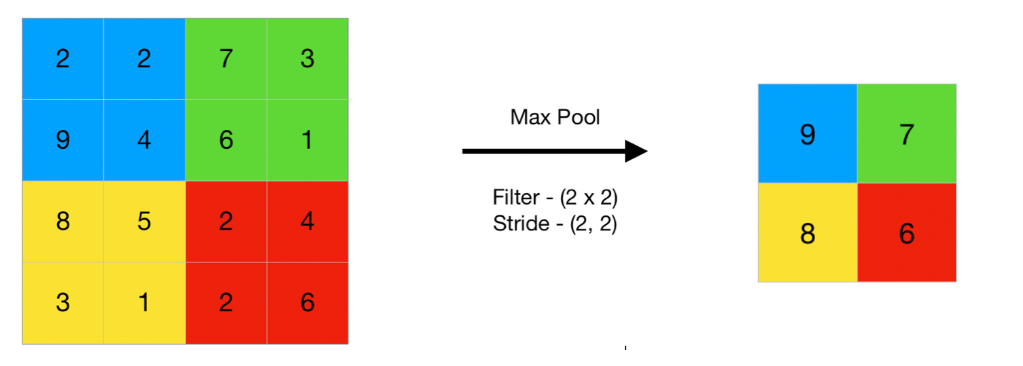 2 2 7 3
9 4 6 1
8 5 2 4
3 1 2 6
Max Pool
Filter - (2 x 2)
Stride - (2, 2)
9 7
8 6